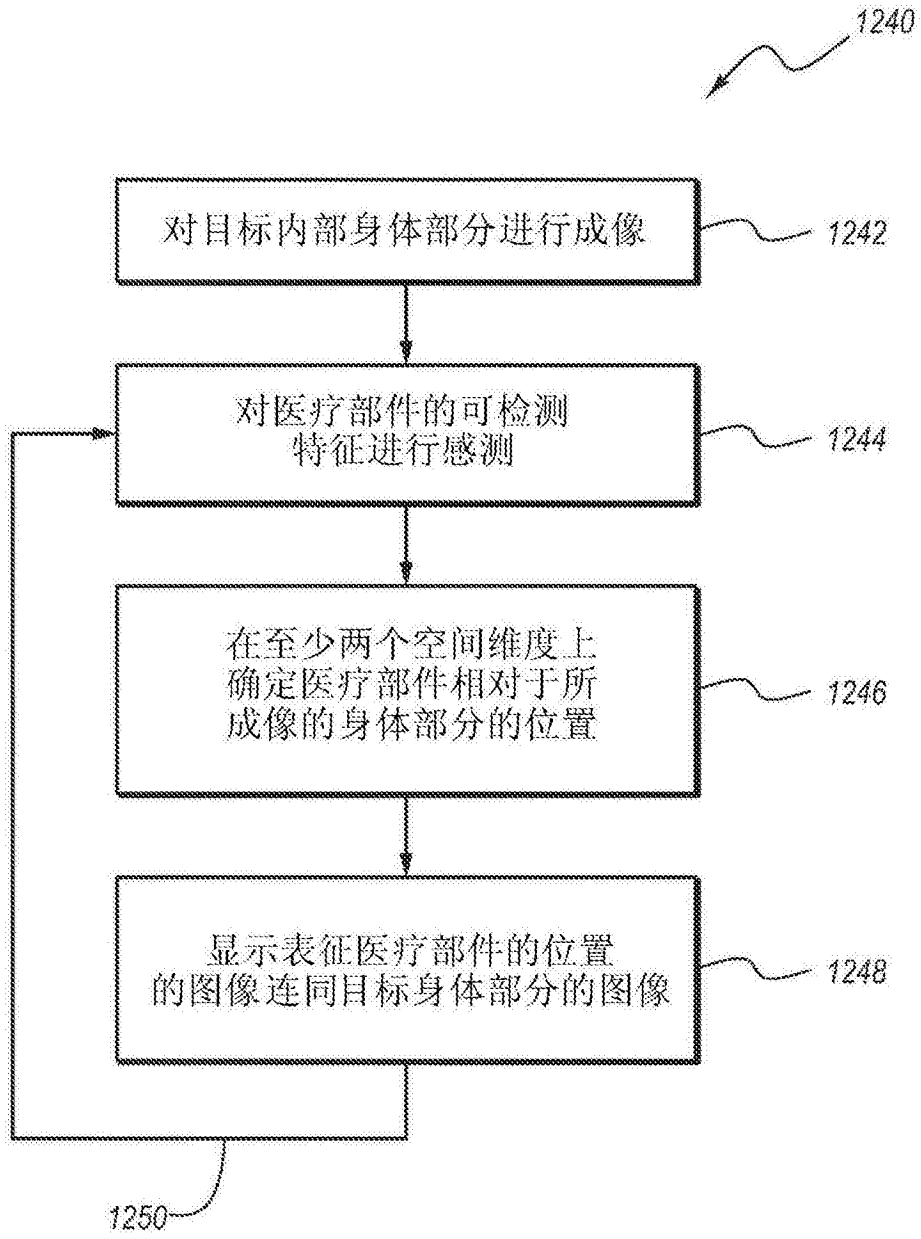 1240
对目标内部身体部分进行成像
1242
对医疗部件的可检测
特征进行感测
1244
在至少两个空间维度上
确定医疗部件相对于所
成像的身体部分的位置
1246
显示表征医疗部件的位置
的图像连同目标身体部分的图像
1248
1250